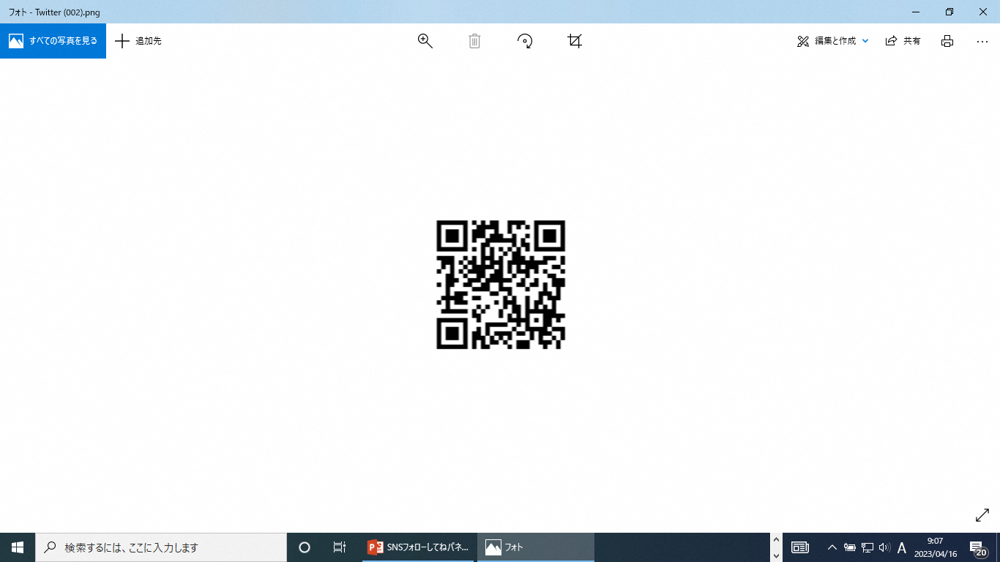 フォト - Twitter (002).png
すべての写真を見る
追加先
編集と作成
共有
検索するには、ここに入力します
SNSフォローしてねパネ...
フォト
A
9:07
2023/04/16
20